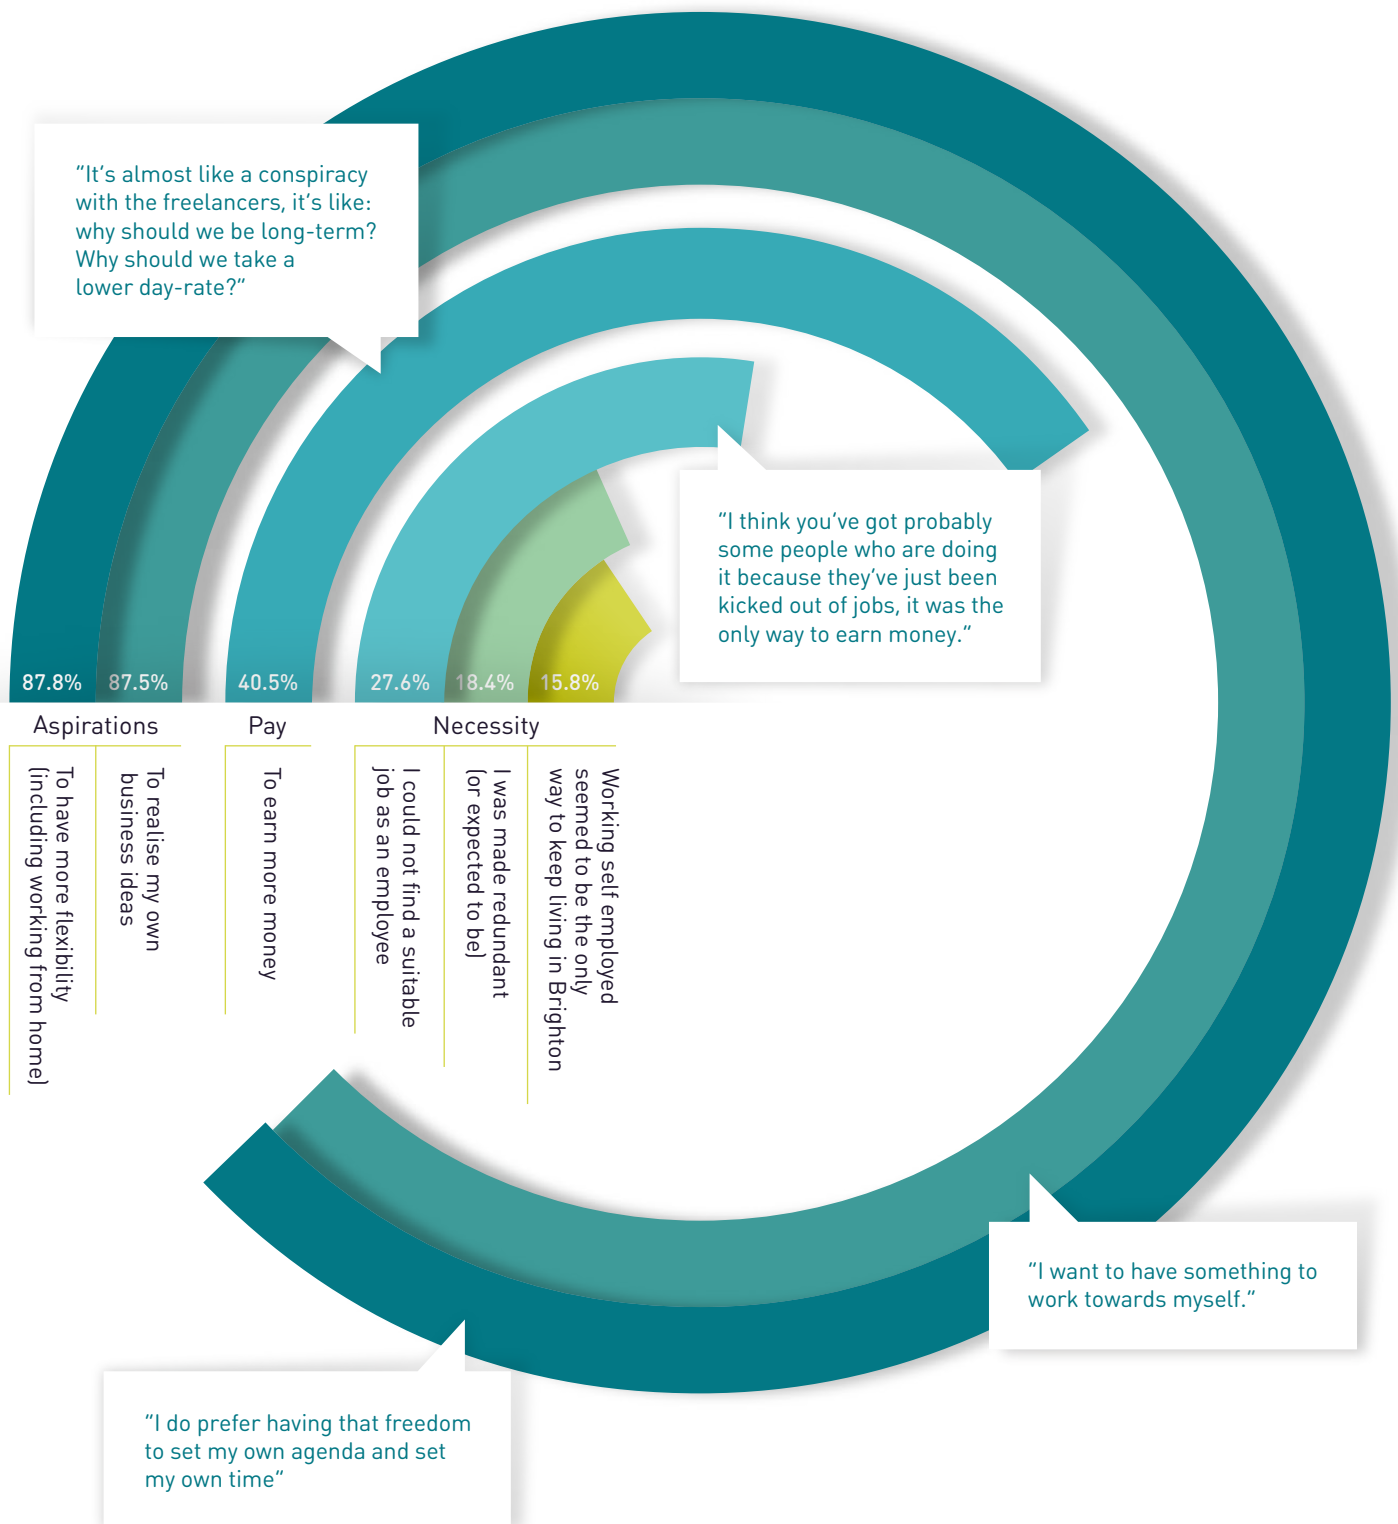 “It’s almost like a conspiracy
with the freelancers, it’s like:
why should we be long-term?
Why should we take a
lower day-rate?”
“I think you’ve got probably
some people who are doing
it because they’ve just been
kicked out of jobs, it was the
only way to earn money.”
87.8%
87.5%
40.5%
27.6%
18.4%
15.8%
Aspirations
Pay
Necessity
To have more flexibility
(including working from home)
To realise my own
business ideas
To earn more money
I could not find a suitable
job as an employee
I was made redundant
(or expected to be)
Working self employed
seemed to be the only
way to keep living in Brighton
“I want to have something to
work towards myself.”
“I do prefer having that freedom
to set my own agenda and set
my own time“